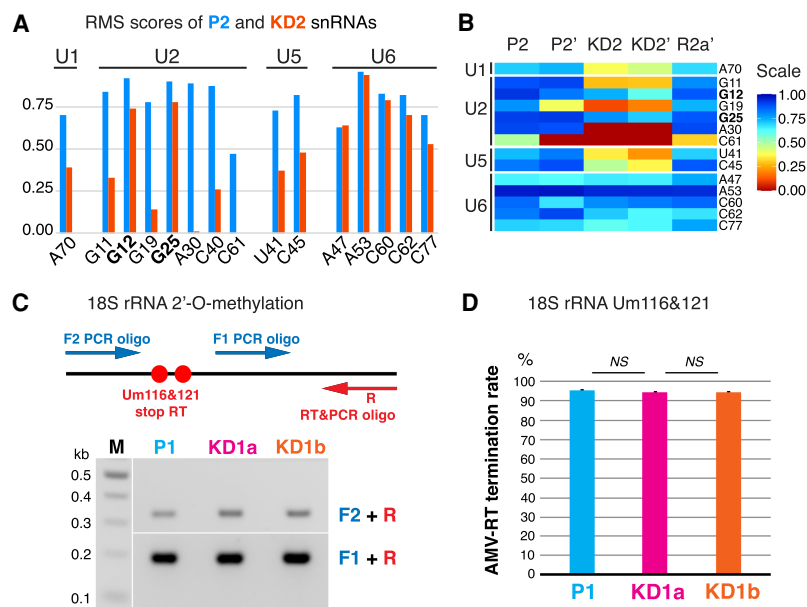 A
RMS scores of P2 and KD2 snRNAs
U1 U2 U5 U6
0.75
0.50
0.25
0.00
A70 G11 G12 G19 G25 A30 C40 C61 U41 C45 A47 A53 C60 C62 C77
B
P2 P2’ KD2 KD2’ R2a’
U1
U2
U5
U6
A70
G11
G12
G19
G25
A30
C61
U41
C45
A47
A53
C60
C62
C77
Scale
1.00
0.75
0.50
0.25
0.00
C
18S rRNA 2’-O-methylation
F2 PCR oligo F1 PCR oligo
Um116&121
stop RT
R
RT&PCR oligo
kb M P1 KD1a KD1b
0.5
0.4
0.3
0.2
0.1
F2 + R
F1 + R
D
18S rRNA Um116&121
%
NS NS
AMV-RT termination rate
100
90
80
70
60
50
40
30
20
10
0
P1 KD1a KD1b